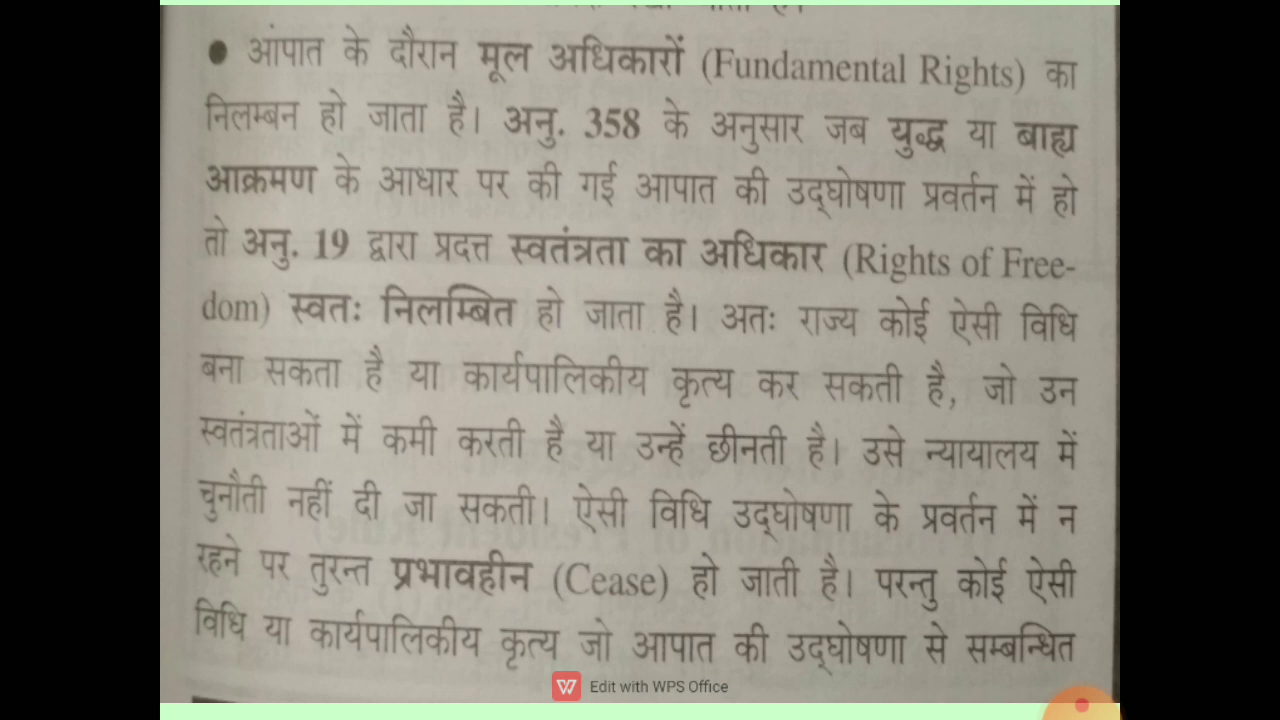 ● आंपात के दौरान मूल अधिकारों (Fundamental Rights) का
निलम्बन हो जाता है। अनु. 358 के अनुसार जब युद्ध या बाह्य
आक्रमण के आधार पर की गई आपात की उद्घोषणा प्रवर्तन में हो
तो अनु. 19 द्वारा प्रदत्त स्वतंत्रता का अधिकार (Rights of Free-
dom) स्वतः निलम्बित हो जाता है। अतः राज्य कोई ऐसी विधि
बना सकता है या कार्यपालिकीय कृत्य कर सकती है, जो उन
स्वतंत्रताओं में कमी करती है या उन्हें छीनती है। उसे न्यायालय में
चुनौती नहीं दी जा सकती। ऐसी विधि उद्घोषणा के प्रवर्तन में न
रहने पर तुरन्त प्रभावहीन (Cease) हो जाती है। परन्तु कोई ऐसी
विधि या कार्यपालिकीय कृत्य जो आपात की उद्घोषणा से सम्बन्धित
Edit with WPS Office